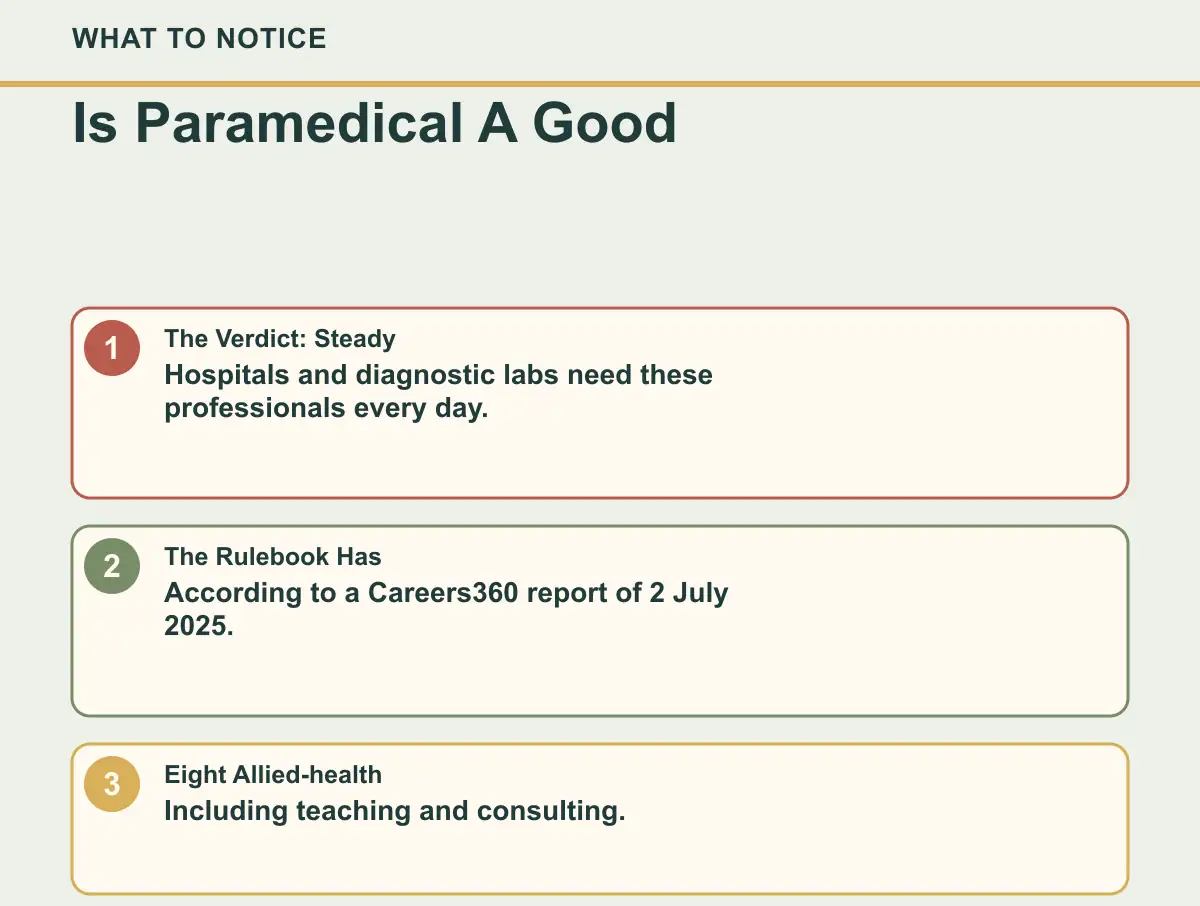 WHAT TO NOTICE
Is Paramedical A Good
1
The Verdict: Steady
Hospitals and diagnostic labs need these
professionals every day.
2
The Rulebook Has
According to a Careers360 report of 2 July
2025.
3
Eight Allied-health
Including teaching and consulting.